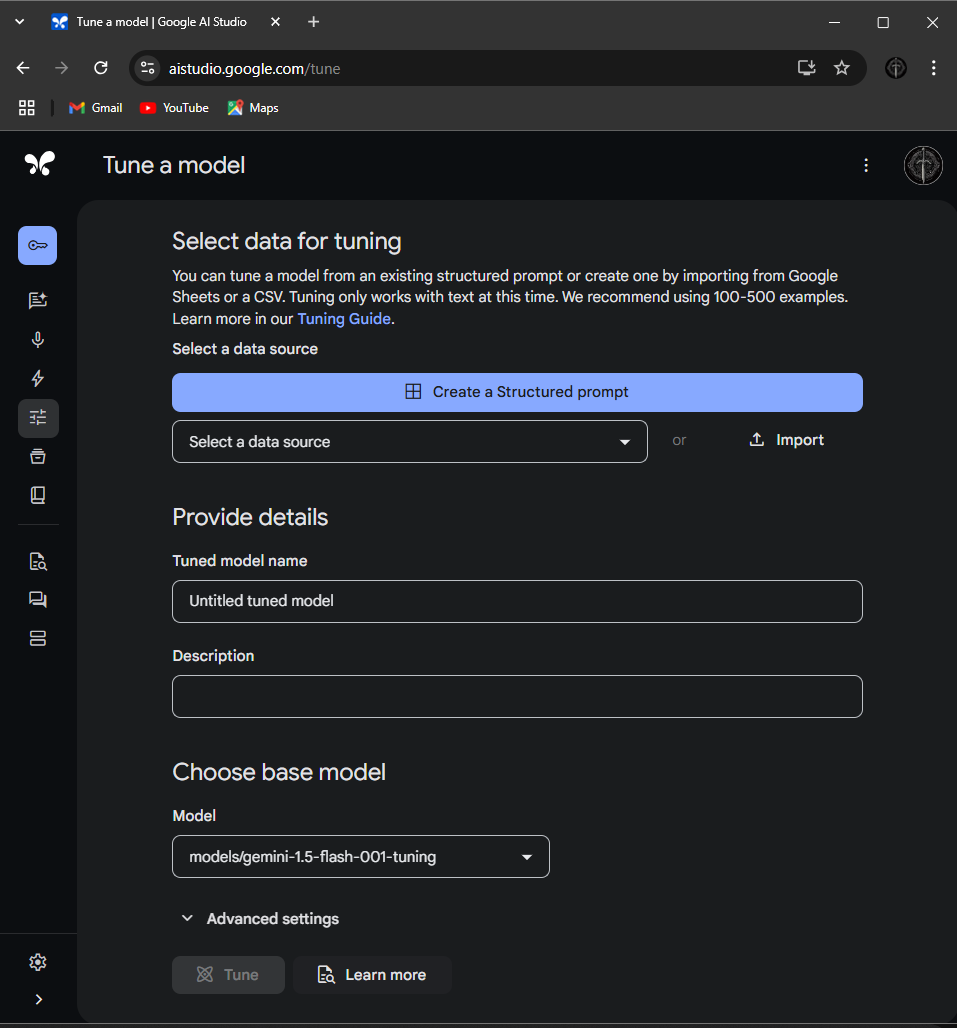 Tune a model | Google AI Studio
aistudio.google.com/tune
Gmail
YouTube
Maps
Tune a model
Select data for tuning
You can tune a model from an existing structured prompt or create one by importing from Google
Sheets or a CSV. Tuning only works with text at this time. We recommend using 100-500 examples.
Learn more in our Tuning Guide.
Select a data source
Create a Structured prompt
Select a data source
or
Import
Provide details
Tuned model name
Untitled tuned model
Description
Choose base model
Model
models/gemini-1.5-flash-001-tuning
Advanced settings
Tune
Learn more